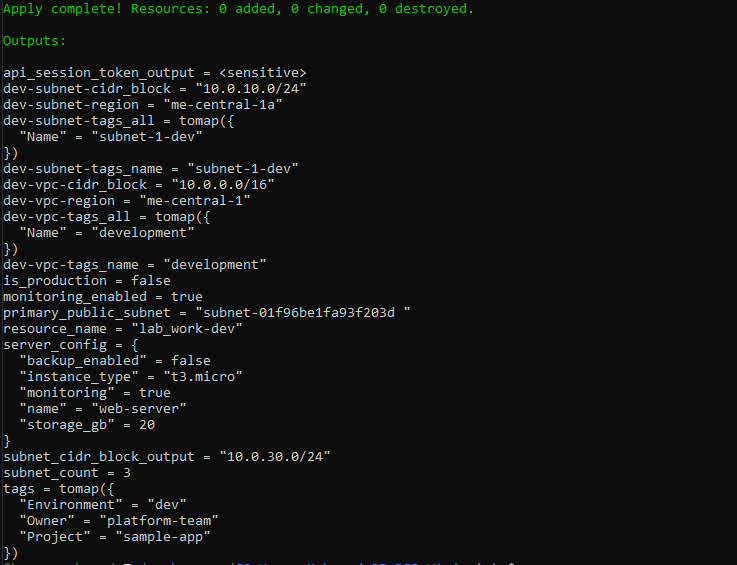 Apply complete! Resources: 0 added, 0 changed, 0 destroyed.

Outputs:

api_session_token_output = <sensitive>
dev-subnet-cidr_block = "10.0.10.0/24"
dev-subnet-region = "me-central-1a"
dev-subnet-tags_all = tomap({
  "Name" = "subnet-1-dev"
})
dev-subnet-tags_name = "subnet-1-dev"
dev-vpc-cidr_block = "10.0.0.0/16"
dev-vpc-region = "me-central-1"
dev-vpc-tags_all = tomap({
  "Name" = "development"
})
dev-vpc-tags_name = "development"
is_production = false
monitoring_enabled = true
primary_public_subnet = "subnet-01f96be1fa93f203d "
resource_name = "lab_work-dev"
server_config = {
  "backup_enabled" = false
  "instance_type" = "t3.micro"
  "monitoring" = true
  "name" = "web-server"
  "storage_gb" = 20
}
subnet_cidr_block_output = "10.0.30.0/24"
subnet_count = 3
tags = tomap({
  "Environment" = "dev"
  "Owner" = "platform-team"
  "Project" = "sample-app"
})